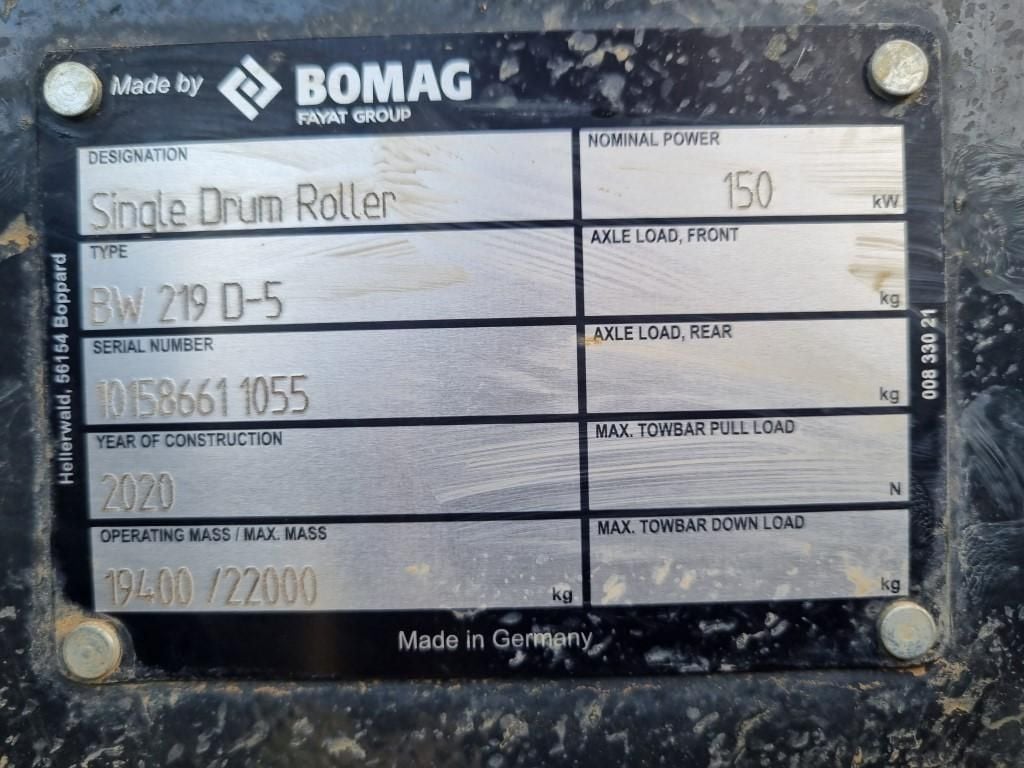 Made by BOMAG
FAYAT GROUP
DESIGNATION
Single Drum Roller
NOMINAL POWER
150 kW
TYPE
BW 219 D-5
AXLE LOAD, FRONT
kg
SERIAL NUMBER
101586611055
AXLE LOAD, REAR
kg
YEAR OF CONSTRUCTION
2020
MAX. TOWBAR PULL LOAD
N
OPERATING MASS / MAX. MASS
19400 /22000 kg
MAX. TOWBAR DOWN LOAD
kg
Made in Germany
Hellerwald, 56154 Boppard
008 330 21